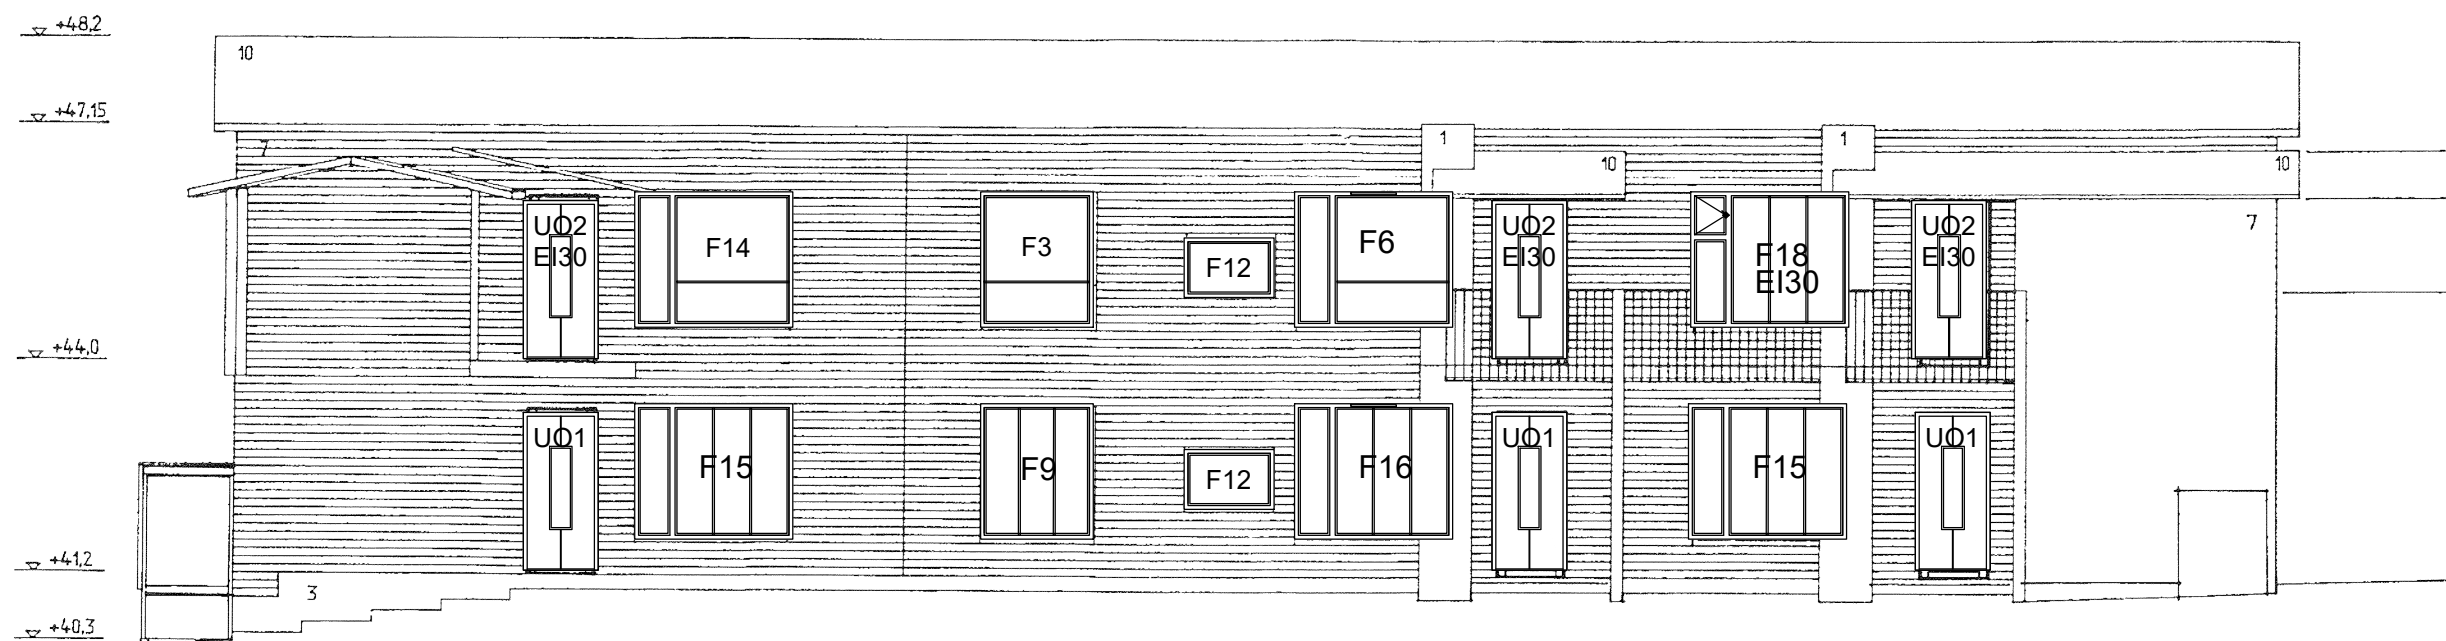 +48,2
10
+47,15
1
1
7
10
10
7
UO2
EI30
F14
F3
F12
F6
UO2
EI30
F18
EI30
UO2
EI30
+44,0
UO1
F15
F9
F12
F16
UO1
F15
UO1
+41,2
3
+40,3